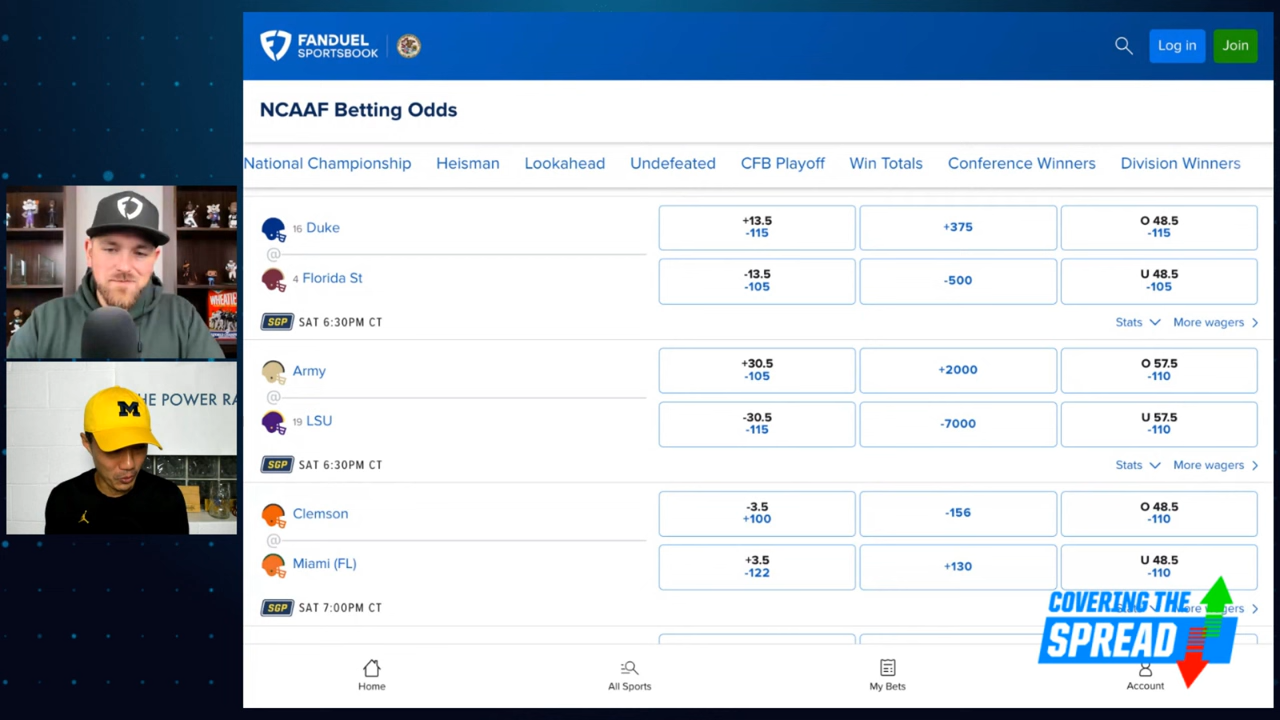 FANDUEL
SPORTSBOOK
Log in
Join
NCAAF Betting Odds
National Championship Heisman Lookahead Undefeated CFB Playoff Win Totals Conference Winners Division Winners
16 Duke
+13.5
-115
+375
O 48.5
-115
@
4 Florida St
-13.5
-105
-500
U 48.5
-105
SGP SAT 6:30PM CT
Stats More wagers
Army
+30.5
-105
+2000
O 57.5
-110
@
19 LSU
-30.5
-115
-7000
U 57.5
-110
SGP SAT 6:30PM CT
Stats More wagers
Clemson
-3.5
+100
-156
O 48.5
-110
@
Miami (FL)
+3.5
-122
+130
U 48.5
-110
SGP SAT 7:00PM CT
Home
All Sports
My Bets
Account
COVERING THE
SPREAD
WHEATIES
M
HE POWER RA